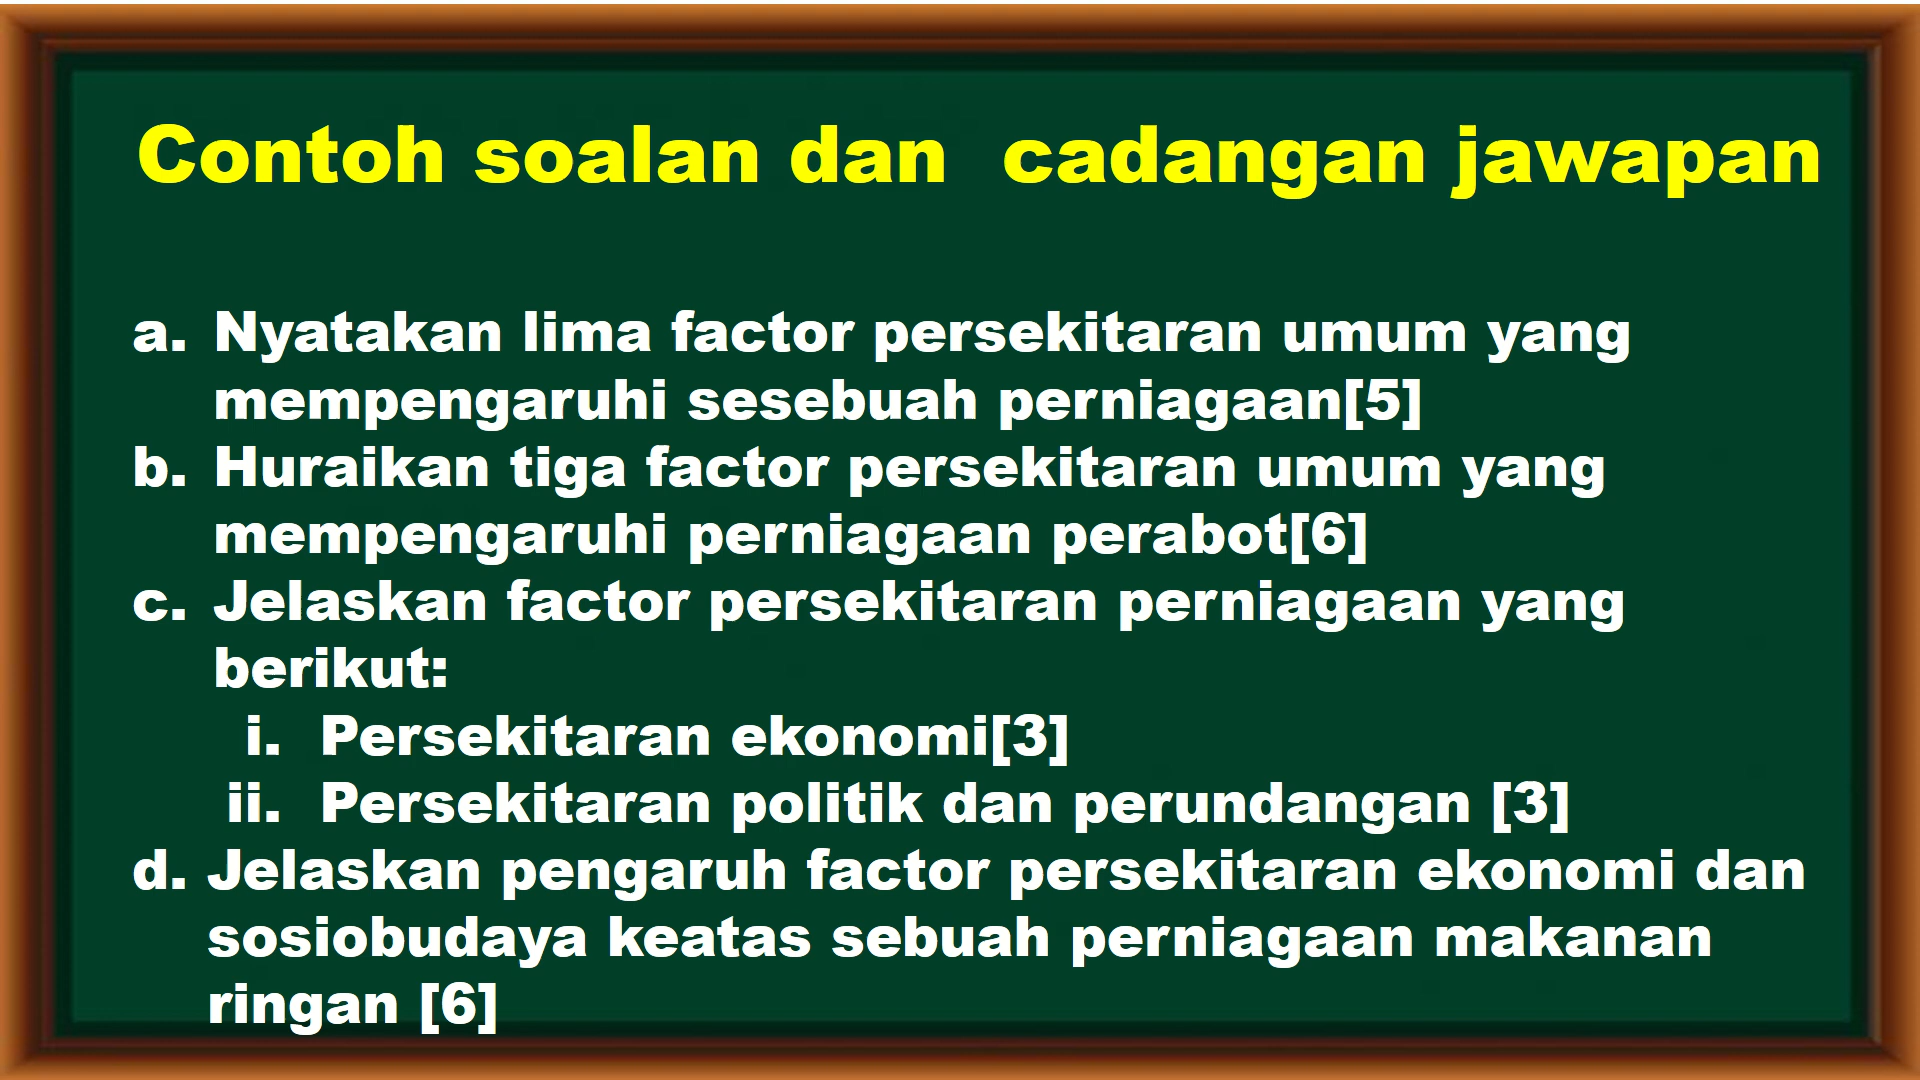 Contoh soalan dan  cadangan jawapan
a. Nyatakan lima factor persekitaran umum yang
mempengaruhi sesebuah perniagaan[5]
b. Huraikan tiga factor persekitaran umum yang
mempengaruhi perniagaan perabot[6]
c. Jelaskan factor persekitaran perniagaan yang
berikut:
i. Persekitaran ekonomi[3]
ii. Persekitaran politik dan perundangan [3]
d. Jelaskan pengaruh factor persekitaran ekonomi dan
sosiobudaya keatas sebuah perniagaan makanan
ringan [6]